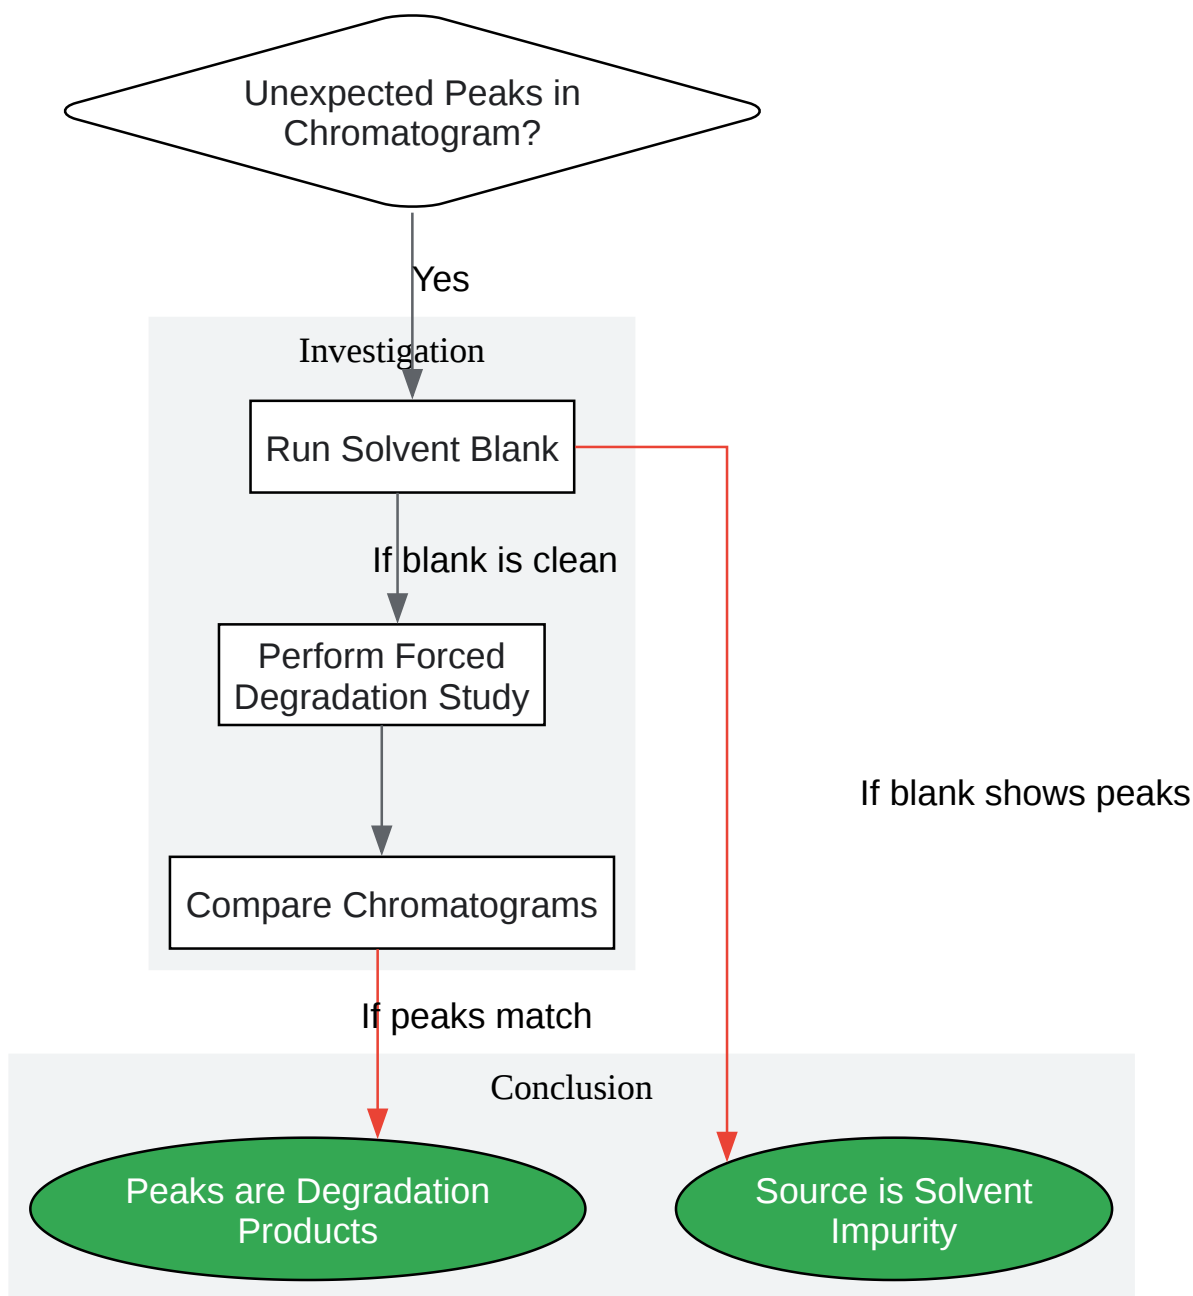 Unexpected Peaks in
Chromatogram?
Yes
Investigation
Run Solvent Blank
If blank is clean
Perform Forced
Degradation Study
If blank shows peaks
Compare Chromatograms
If peaks match
Conclusion
Peaks are Degradation
Products
Source is Solvent
Impurity